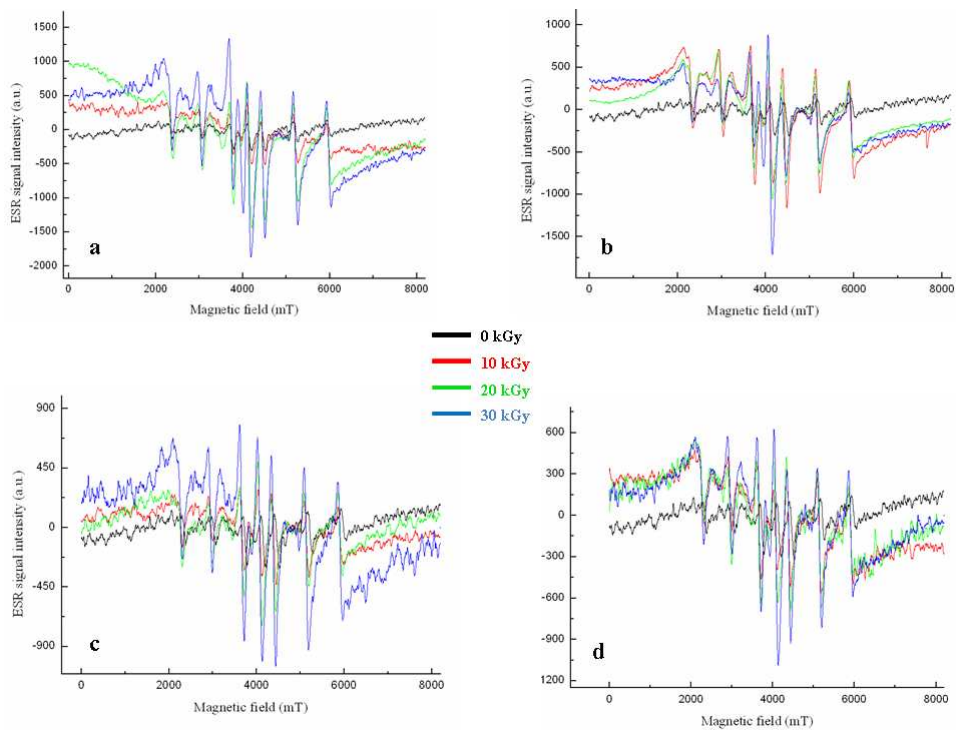 1500
1000
500
0
-500
-1000
-1500
-2000
0 2000 4000 6000 8000
ESR signal intensity (a.u.)
Magnetic field (mT)
a
1000
500
0
-500
-1000
-1500
0 2000 4000 6000 8000
ESR signal intensity (a.u.)
Magnetic field (mT)
b
0 kGy
10 kGy
20 kGy
30 kGy
900
450
0
-450
-900
0 2000 4000 6000 8000
ESR signal intensity (a.u.)
Magnetic field (mT)
c
600
300
0
-300
-600
-900
1200
0 2000 4000 6000 8000
ESR signal intensity (a.u.)
Magnetic field (mT)
d